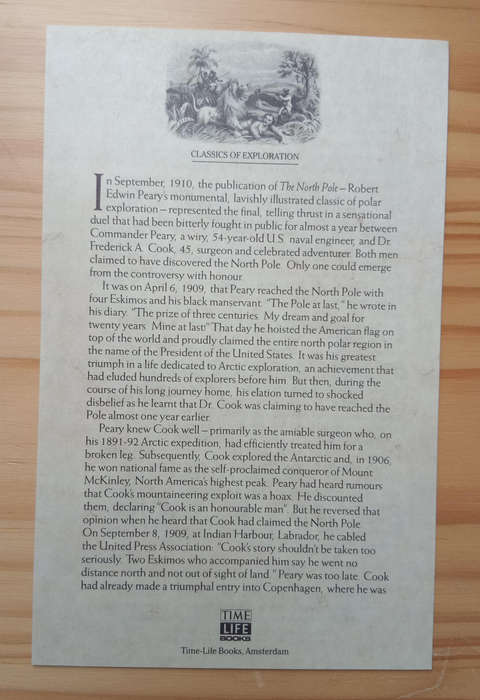 CLASSICS OF EXPLORATION
In September, 1910, the publication of The North Pole – Robert
Edwin Peary's monumental, lavishly illustrated classic of polar
exploration – represented the final, telling thrust in a sensational
duel that had been bitterly fought in public for almost a year between
Commander Peary, a wiry, 54-year-old U.S. naval engineer, and Dr.
Frederick A. Cook, 45, surgeon and celebrated adventurer. Both men
claimed to have discovered the North Pole. Only one could emerge
from the controversy with honour.
It was on April 6, 1909, that Peary reached the North Pole with
four Eskimos and his black manservant. "The Pole at last," he wrote in
his diary. "The prize of three centuries. My dream and goal for
twenty years. Mine at last!" That day he hoisted the American flag on
top of the world and proudly claimed the entire north polar region in
the name of the President of the United States. It was his greatest
triumph in a life dedicated to Arctic exploration, an achievement that
had eluded hundreds of explorers before him. But then, during the
course of his long journey home, his elation turned to shocked
disbelief as he learnt that Dr. Cook was claiming to have reached the
Pole almost one year earlier.
Peary knew Cook well – primarily as the amiable surgeon who, on
his 1891-92 Arctic expedition, had efficiently treated him for a
broken leg. Subsequently, Cook explored the Antarctic and, in 1906,
he won national fame as the self-proclaimed conqueror of Mount
McKinley, North America's highest peak. Peary had heard rumours
that Cook's mountaineering exploit was a hoax. He discounted
them, declaring "Cook is an honourable man". But he reversed that
opinion when he heard that Cook had claimed the North Pole.
On September 8, 1909, at Indian Harbour, Labrador, he cabled
the United Press Association: "Cook's story shouldn't be taken too
seriously. Two Eskimos who accompanied him say he went no
distance north and not out of sight of land." Peary was too late. Cook
had already made a triumphal entry into Copenhagen, where he was
TIME
LIFE
BOOKS
Time-Life Books, Amsterdam